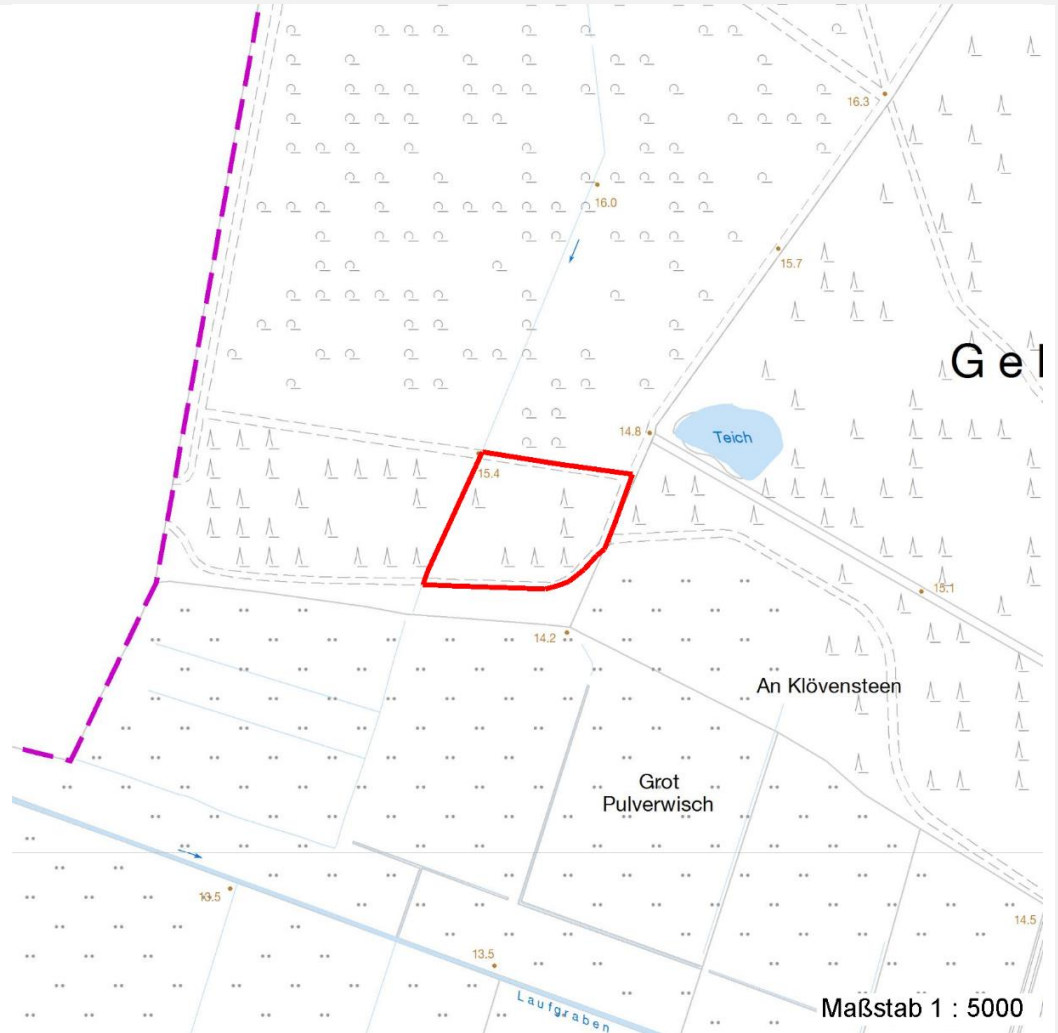 16.3
16.0
15.7
G e
14.8
Teich
15.4
15.1
14.2
An Klövensteen
Grot
Pulverwisch
13.5
14.5
13.5
Laufgraben
Maßstab 1 : 5000